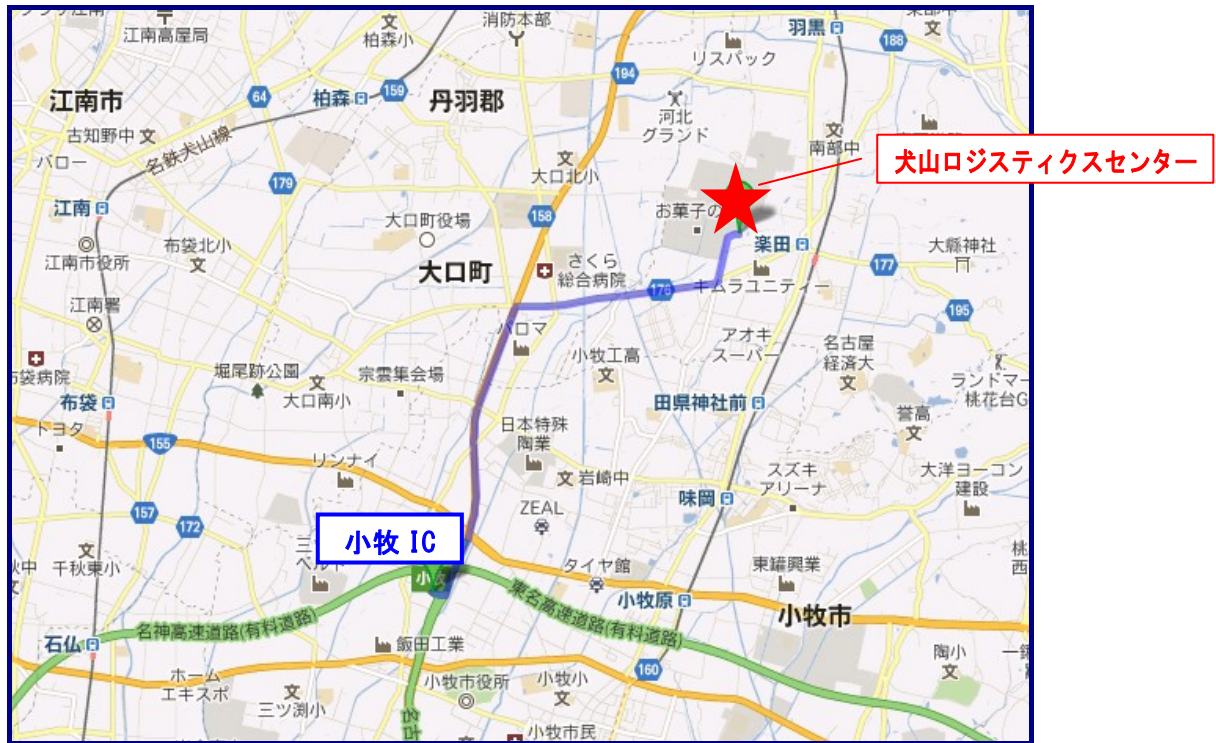 江南高屋局
柏森小
消防本部
羽黒
188
リスパック
194
江南市
64
柏森
159
丹羽郡
河北
グランド
古知野中
名鉄犬山線
南部中
バロー
大口北小
犬山ロジスティクスセンター
179
江南
158
お菓子の
大口町役場
布袋北小
楽田
大縣神社
江南市役所
大口町
さくら
総合病院
177
176
キムラユニティー
江南署
195
パロマ
アオキ
スーパー
小牧工高
名古屋
経済大
堀尾跡公園
宗雲集会場
大口南小
布袋
田県神社前
桃花台G
誉高
トヨタ
日本特殊
陶業
155
リンナイ
岩崎中
スズキ
アリーナ
大洋ヨーコン
建設
味岡
157
172
ZEAL
小牧 IC
千秋東小
タイヤ館
東罐興業
小牧原
小牧市
名神高速道路(有料道路)
東名高速道路(有料道路)
石仏
飯田工業
160
陶小
ホーム
エキスポ
小牧市役所
小牧小
三ツ渕小
小牧市民